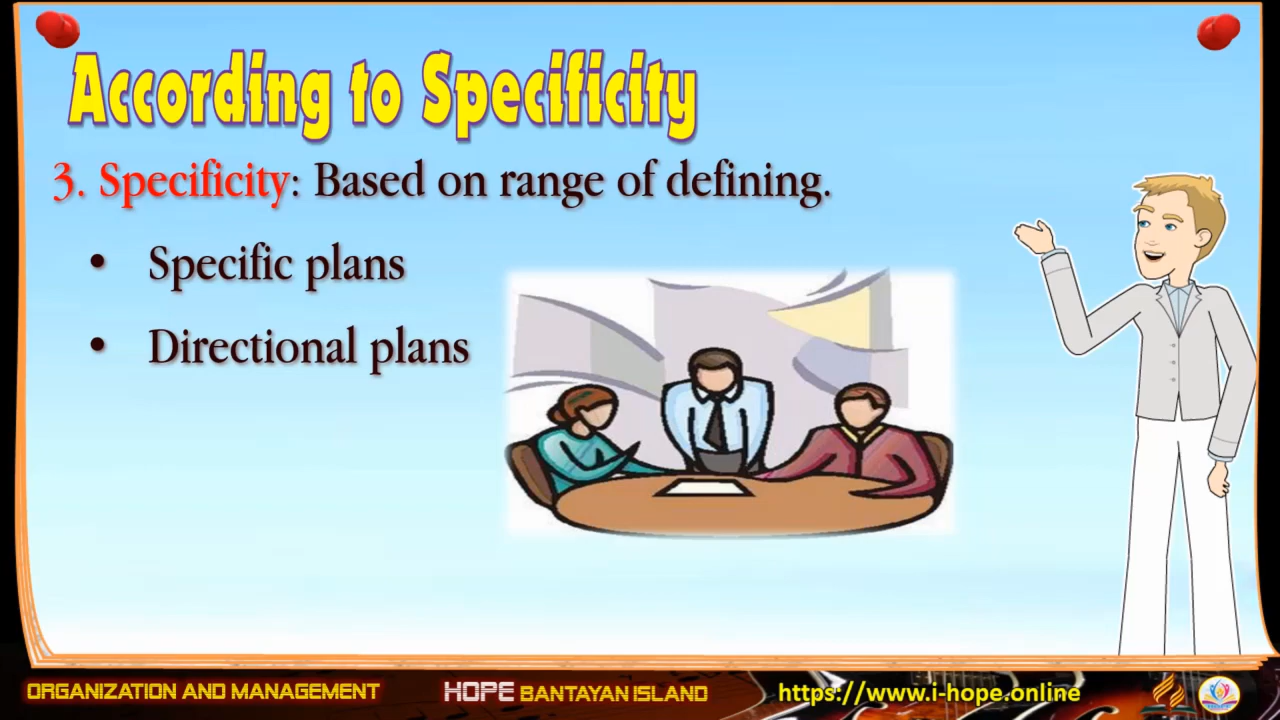 According to Specificity
3. Specificity: Based on range of defining.
• Specific plans
• Directional plans
ORGANIZATION AND MANAGEMENT
HOPE BANTAYAN ISLAND
https://www.i-hope.online